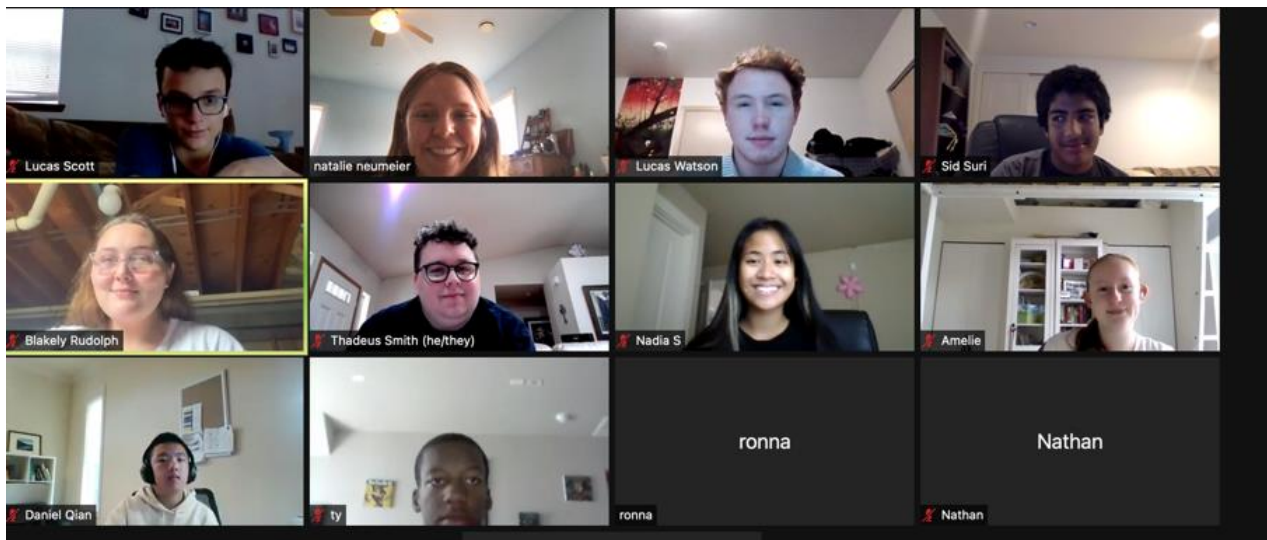 Lucas Scott
natalie neumeier
Lucas Watson
Sid Suri
Blakely Rudolph
Thadeus Smith (he/they)
Nadia S
Amelie
Daniel Qian
ty
ronna
ronna
Nathan
Nathan